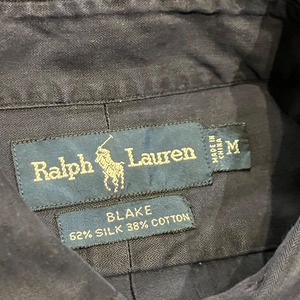 Ralph Lauren
MADE IN
CHINA
M
BLAKE
62% SILK 38% COTTON